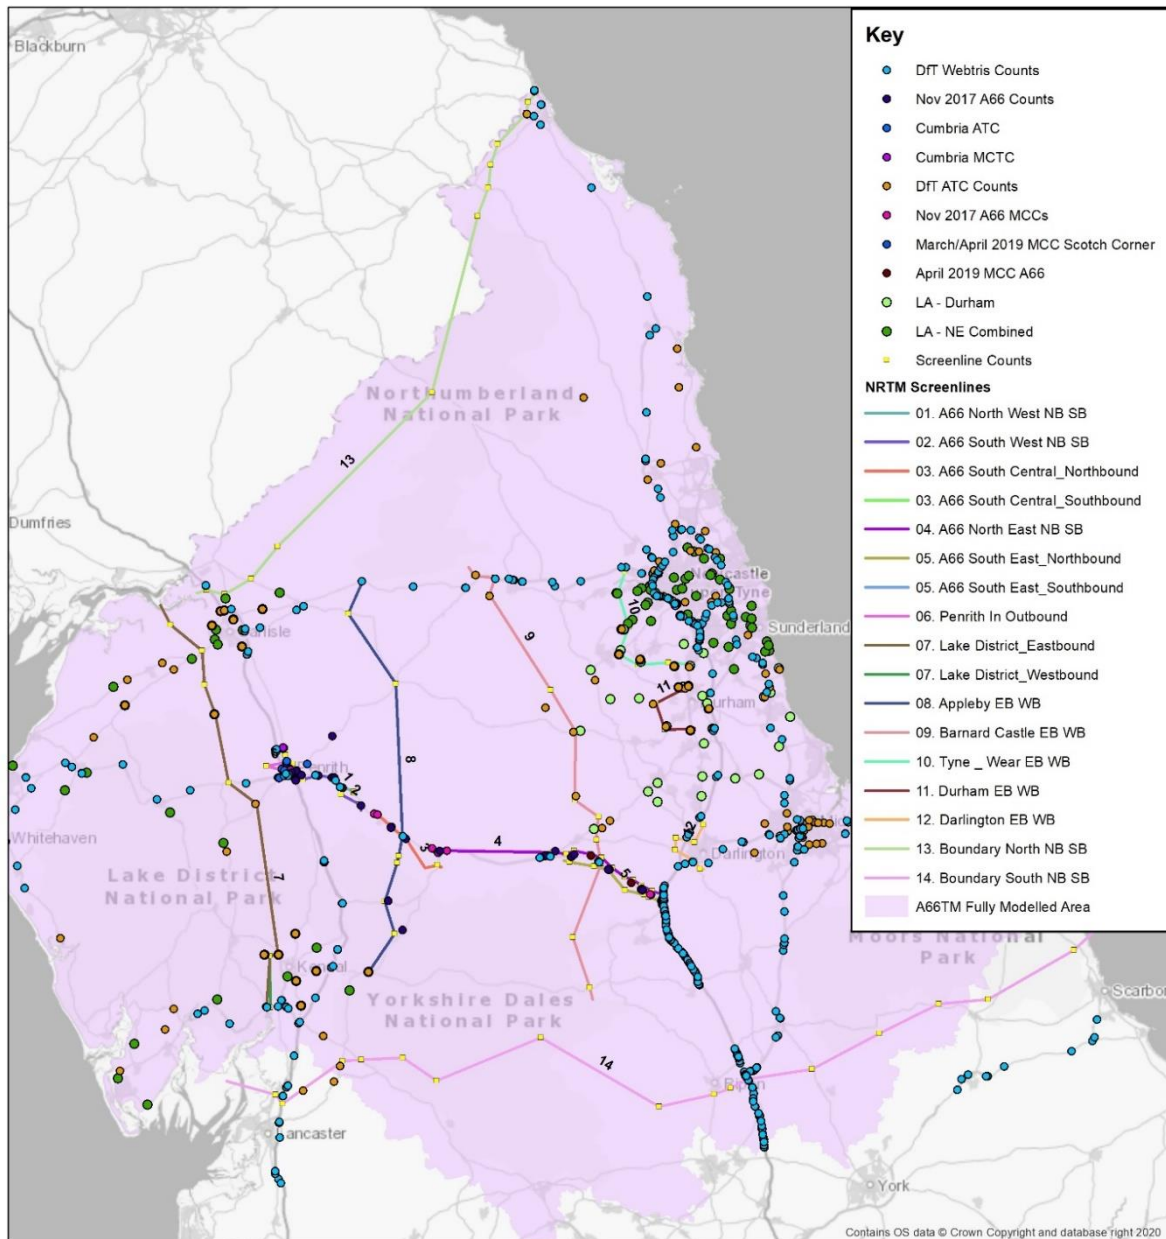 Blackburn
Key
DfT Webtris Counts
Nov 2017 A66 Counts
Cumbria ATC
Cumbria MCTC
DfT ATC Counts
Nov 2017 A66 MCCs
March/April 2019 MCC Scotch Corner
April 2019 MCC A66
LA - Durham
LA - NE Combined
Screenline Counts
NRTM Screenlines
01. A66 North West NB SB
02. A66 South West NB SB
03. A66 South Central_Northbound
03. A66 South Central_Southbound
04. A66 North East NB SB
05. A66 South East_Northbound
05. A66 South East_Southbound
06. Penrith In Outbound
07. Lake District_Eastbound
07. Lake District_Westbound
08. Appleby EB WB
09. Barnard Castle EB WB
10. Tyne _ Wear EB WB
11. Durham EB WB
12. Darlington EB WB
13. Boundary North NB SB
14. Boundary South NB SB
A66TM Fully Modelled Area
Northumberland
National Park
13
Dumfries
10
Sunderland
9
11
8
1
2
Whitehaven
4
12
Darlington
5
Lake District
National Park
7
Moors National
Park
Kendal
Yorkshire Dales
National Park
Scarbor
14
York
Contains OS data © Crown Copyright and database right 2020